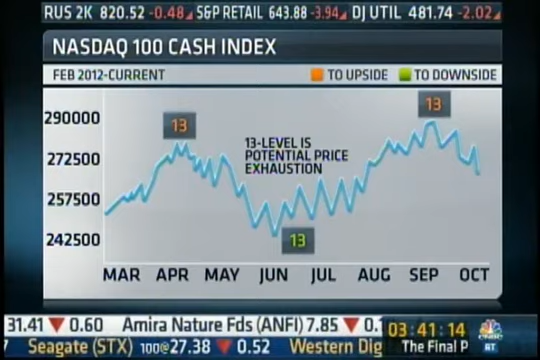 RUS 2K 820.52 -0.48 S&P RETAIL 643.88 -3.94 DJ UTIL 481.74 -2.02
NASDAQ 100 CASH INDEX
FEB 2012-CURRENT
TO UPSIDE TO DOWNSIDE
290000
272500
257500
242500
13
13
13-LEVEL IS
POTENTIAL PRICE
EXHAUSTION
13
MAR APR MAY JUN JUL AUG SEP OCT
31.41 0.60 Amira Nature Fds (ANFI) 7.85
Seagate (STX) 100@27.38 0.52 Western Dig
03:41:14
The Final P
CNBC
RT